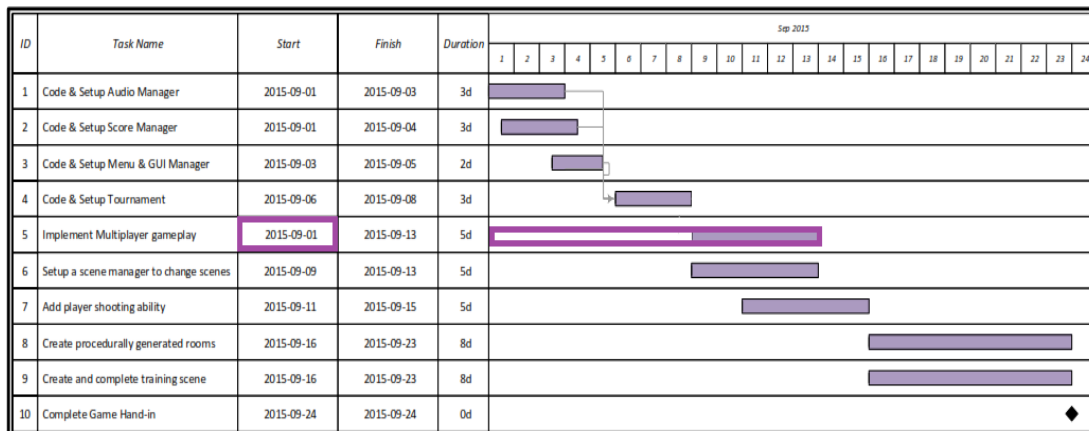 ID Task Name Start Finish Duration Sep 2015
1 2 3 4 5 6 7 8 9 10 11 12 13 14 15 16 17 18 19 20 21 22 23 24
1 Code & Setup Audio Manager 2015-09-01 2015-09-03 3d
2 Code & Setup Score Manager 2015-09-01 2015-09-04 3d
3 Code & Setup Menu & GUI Manager 2015-09-03 2015-09-05 2d
4 Code & Setup Tournament 2015-09-06 2015-09-08 3d
5 Implement Multiplayer gameplay 2015-09-01 2015-09-13 5d
6 Setup a scene manager to change scenes 2015-09-09 2015-09-13 5d
7 Add player shooting ability 2015-09-11 2015-09-15 5d
8 Create procedurally generated rooms 2015-09-16 2015-09-23 8d
9 Create and complete training scene 2015-09-16 2015-09-23 8d
10 Complete Game Hand-in 2015-09-24 2015-09-24 0d